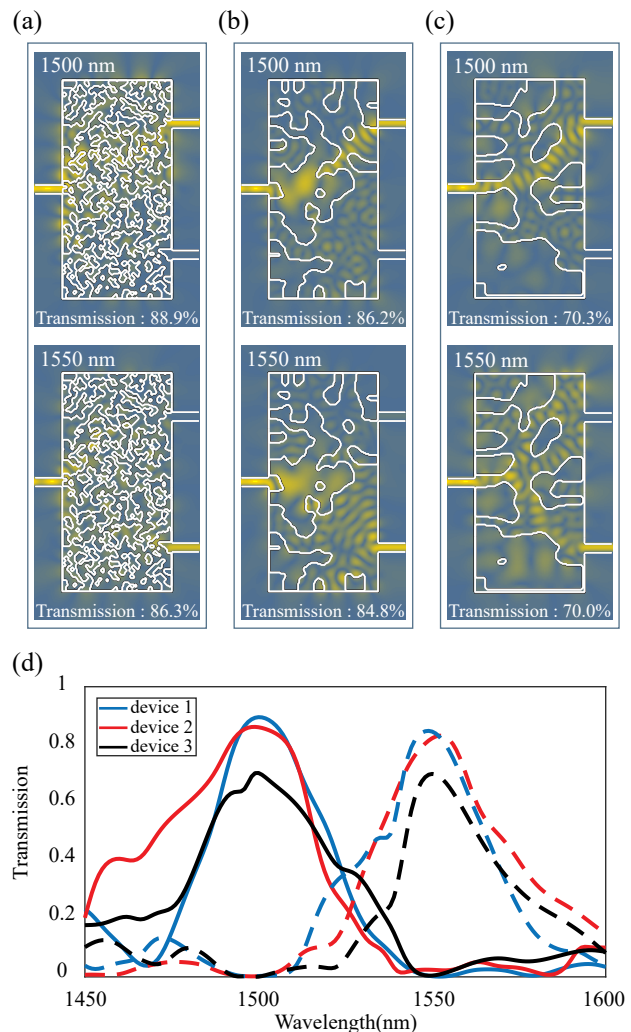 (a)
(b)
(c)
1500 nm
1500 nm
1500 nm
Transmission : 88.9%
Transmission : 86.2%
Transmission : 70.3%
1550 nm
1550 nm
1550 nm
Transmission : 86.3%
Transmission : 84.8%
Transmission : 70.0%
(d)
1
0.8
0.6
0.4
0.2
0
Transmission
device 1
device 2
device 3
1450
1500
1550
1600
Wavelength(nm)